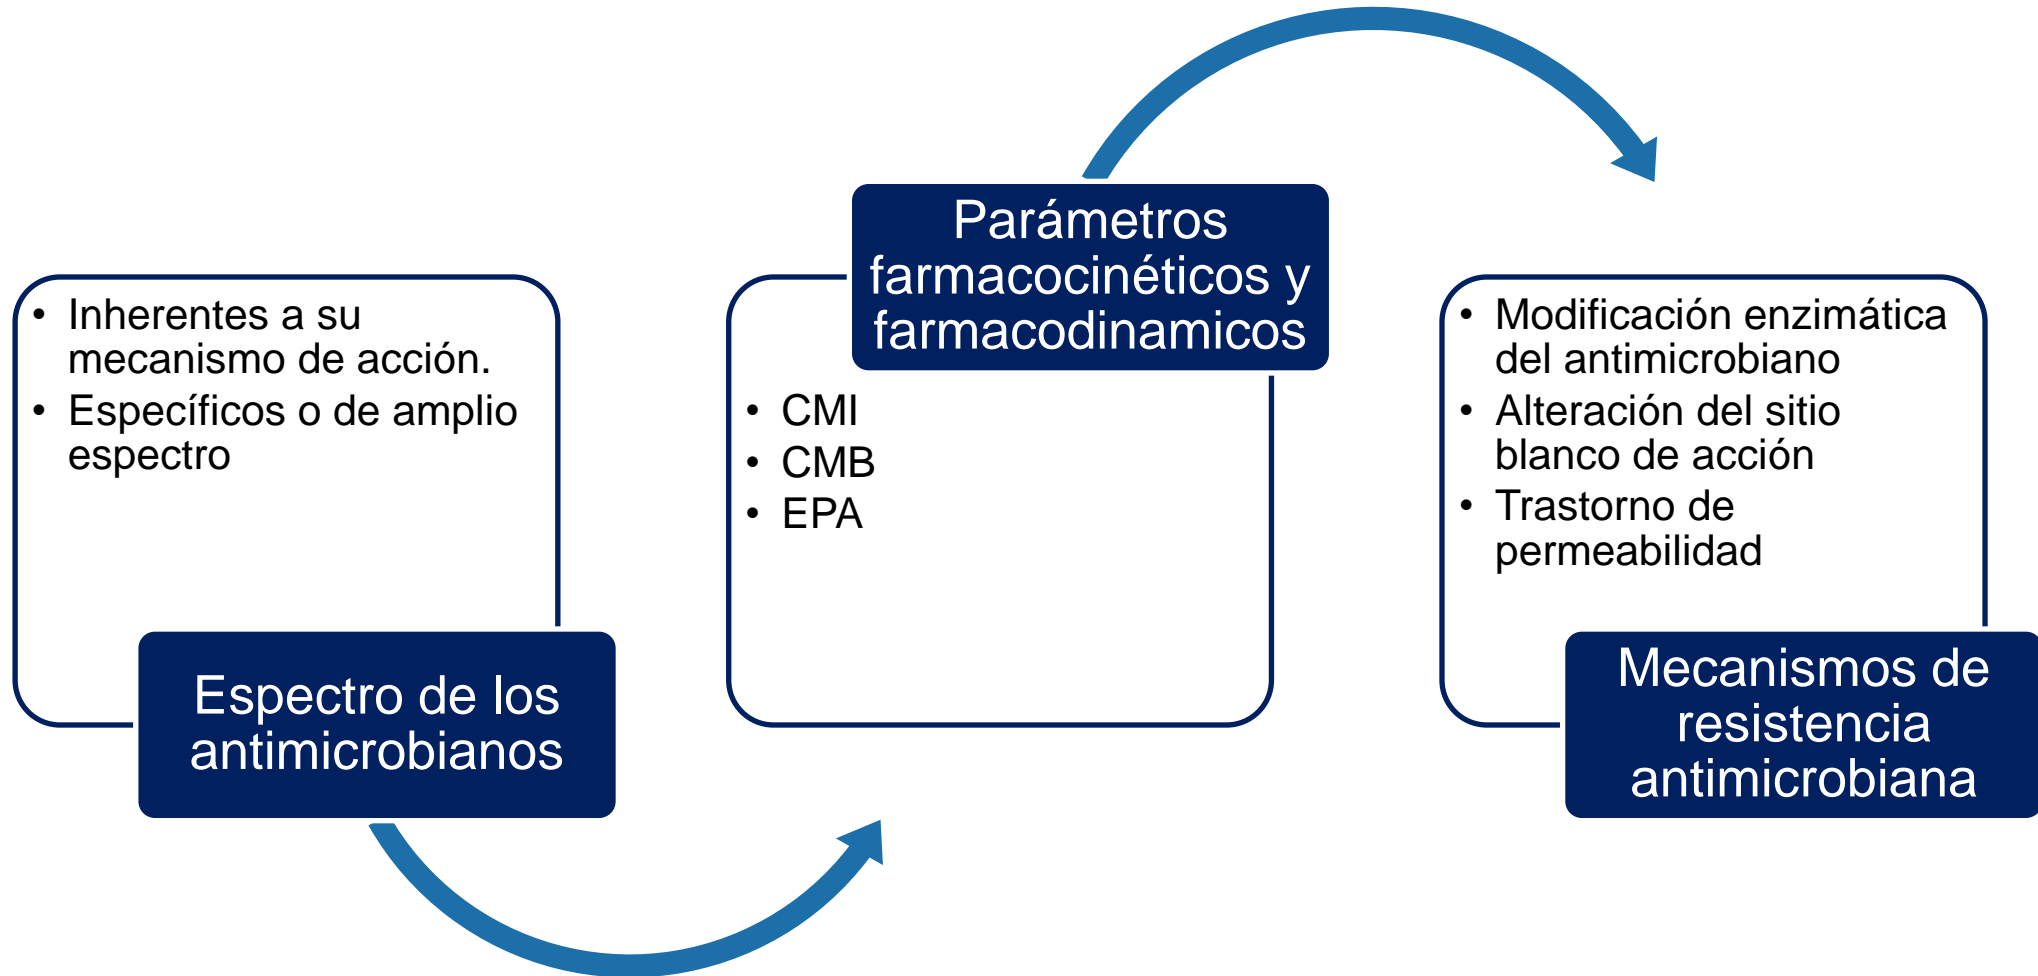 • Inherentes a su
mecanismo de acción.
• Específicos o de amplio
espectro
Espectro de los
antimicrobianos
Parámetros
farmacocinéticos y
farmacodinamicos
• CMI
• CMB
• EPA
• Modificación enzimática
del antimicrobiano
• Alteración del sitio
blanco de acción
• Trastorno de
permeabilidad
Mecanismos de
resistencia
antimicrobiana